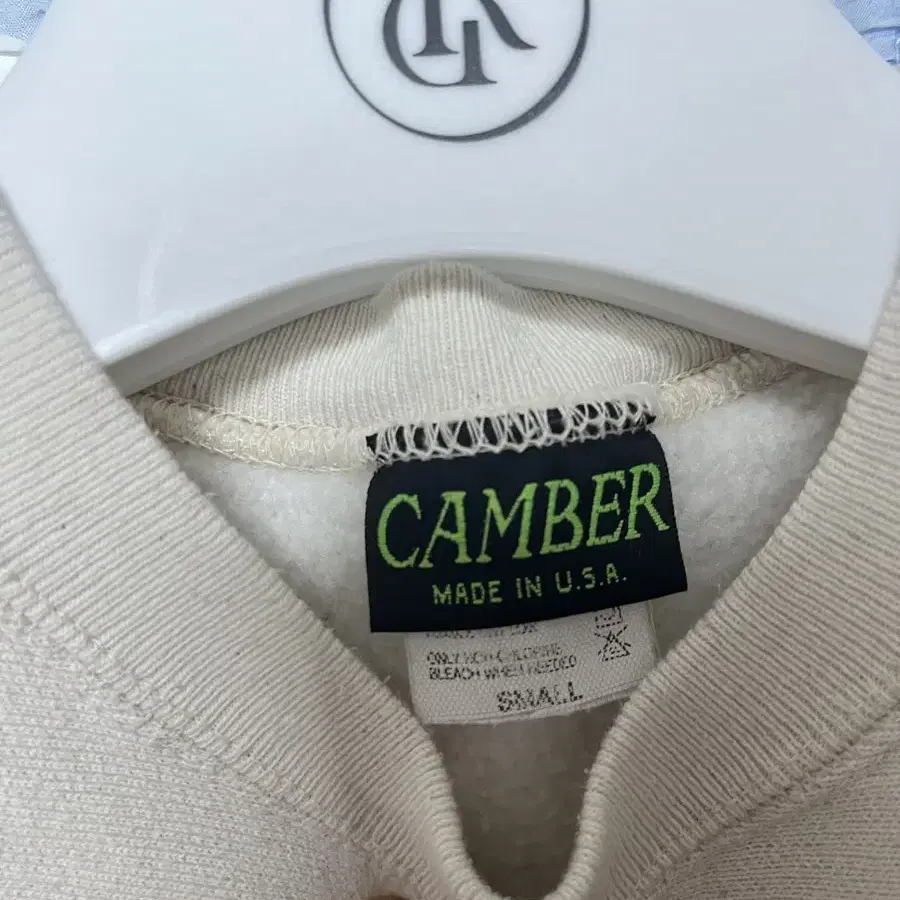 CAMBER
MADE IN U.S.A.
ONLY NON-CHLORINE
BLEACH WHEN NEEDED
SMALL